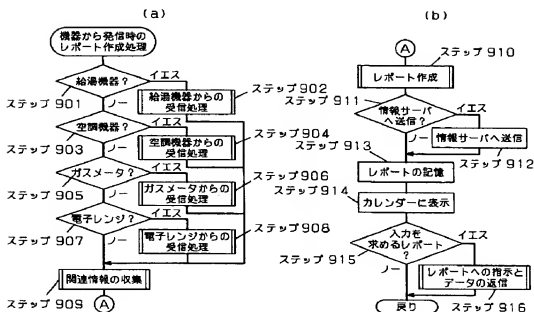 (a)
機器から発信時の
レポート作成処理
給湯機器?
イエス
ステップ 901
ノー
給湯機器からの
受信処理
ステップ 902
空調機器?
イエス
ステップ 903
ノー
空調機器からの
受信処理
ステップ 904
ガスメータ?
イエス
ステップ 905
ノー
ガスメータからの
受信処理
ステップ 906
電子レンジ?
イエス
ステップ 907
ノー
電子レンジからの
受信処理
ステップ 908
関連情報の収集
ステップ 909
A
(b)
A
ステップ 910
レポート作成
ステップ 911
情報サーバ
へ送信?
イエス
ノー
情報サーバへ送信
ステップ 912
ステップ 913
レポートの記憶
ステップ 914
カレンダーに表示
入力を
求めるレポート
?
イエス
ステップ 915
ノー
レポートへの指示と
データの返信
ステップ 916
戻り